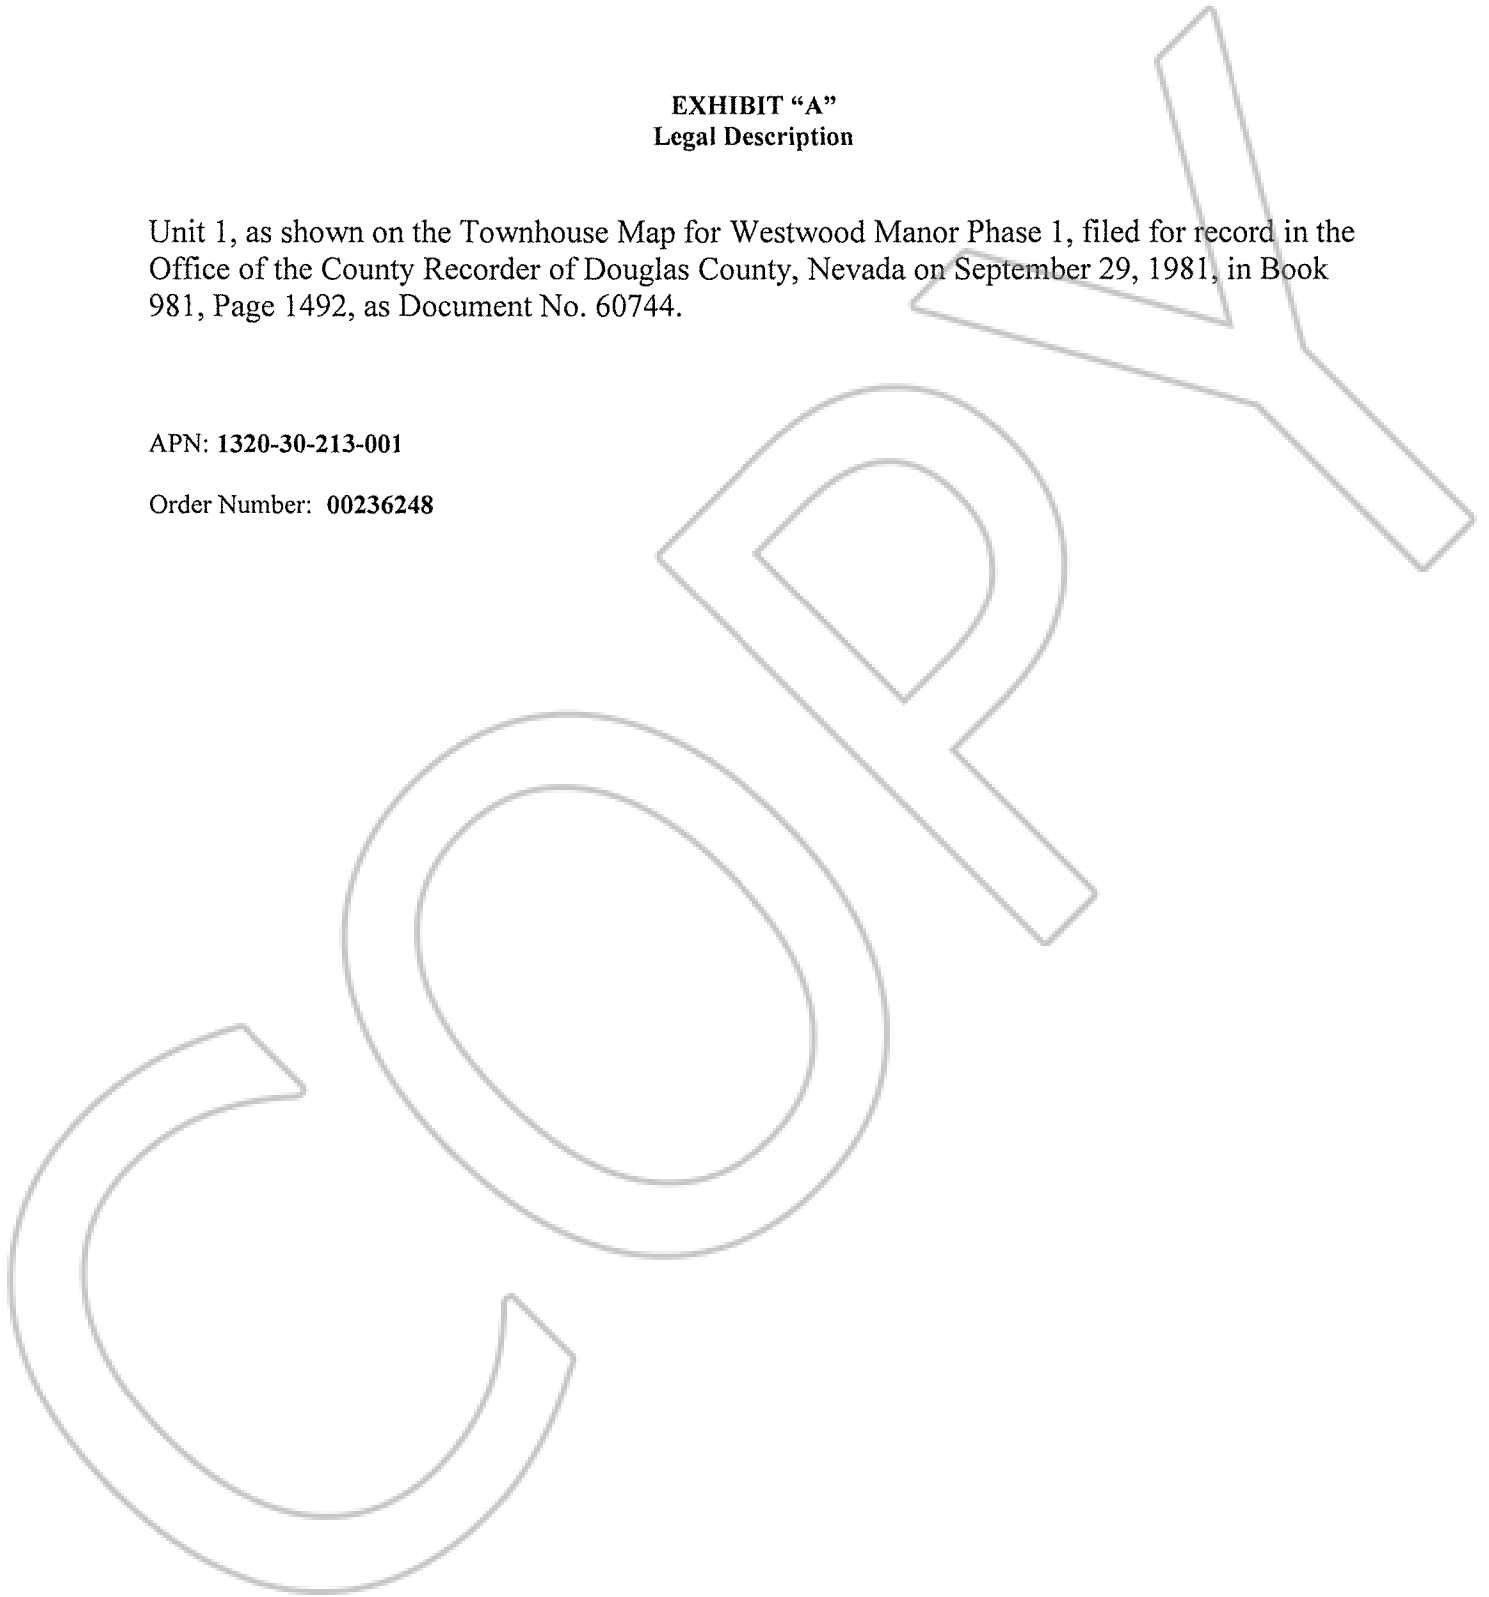 EXHIBIT “A”
Legal Description
Unit 1, as shown on the Townhouse Map for Westwood Manor Phase 1, filed for record in the
Office of the County Recorder of Douglas County, Nevada on September 29, 1981, in Book
981, Page 1492, as Document No. 60744.
APN: 1320-30-213-001
Order Number: 00236248
COPY